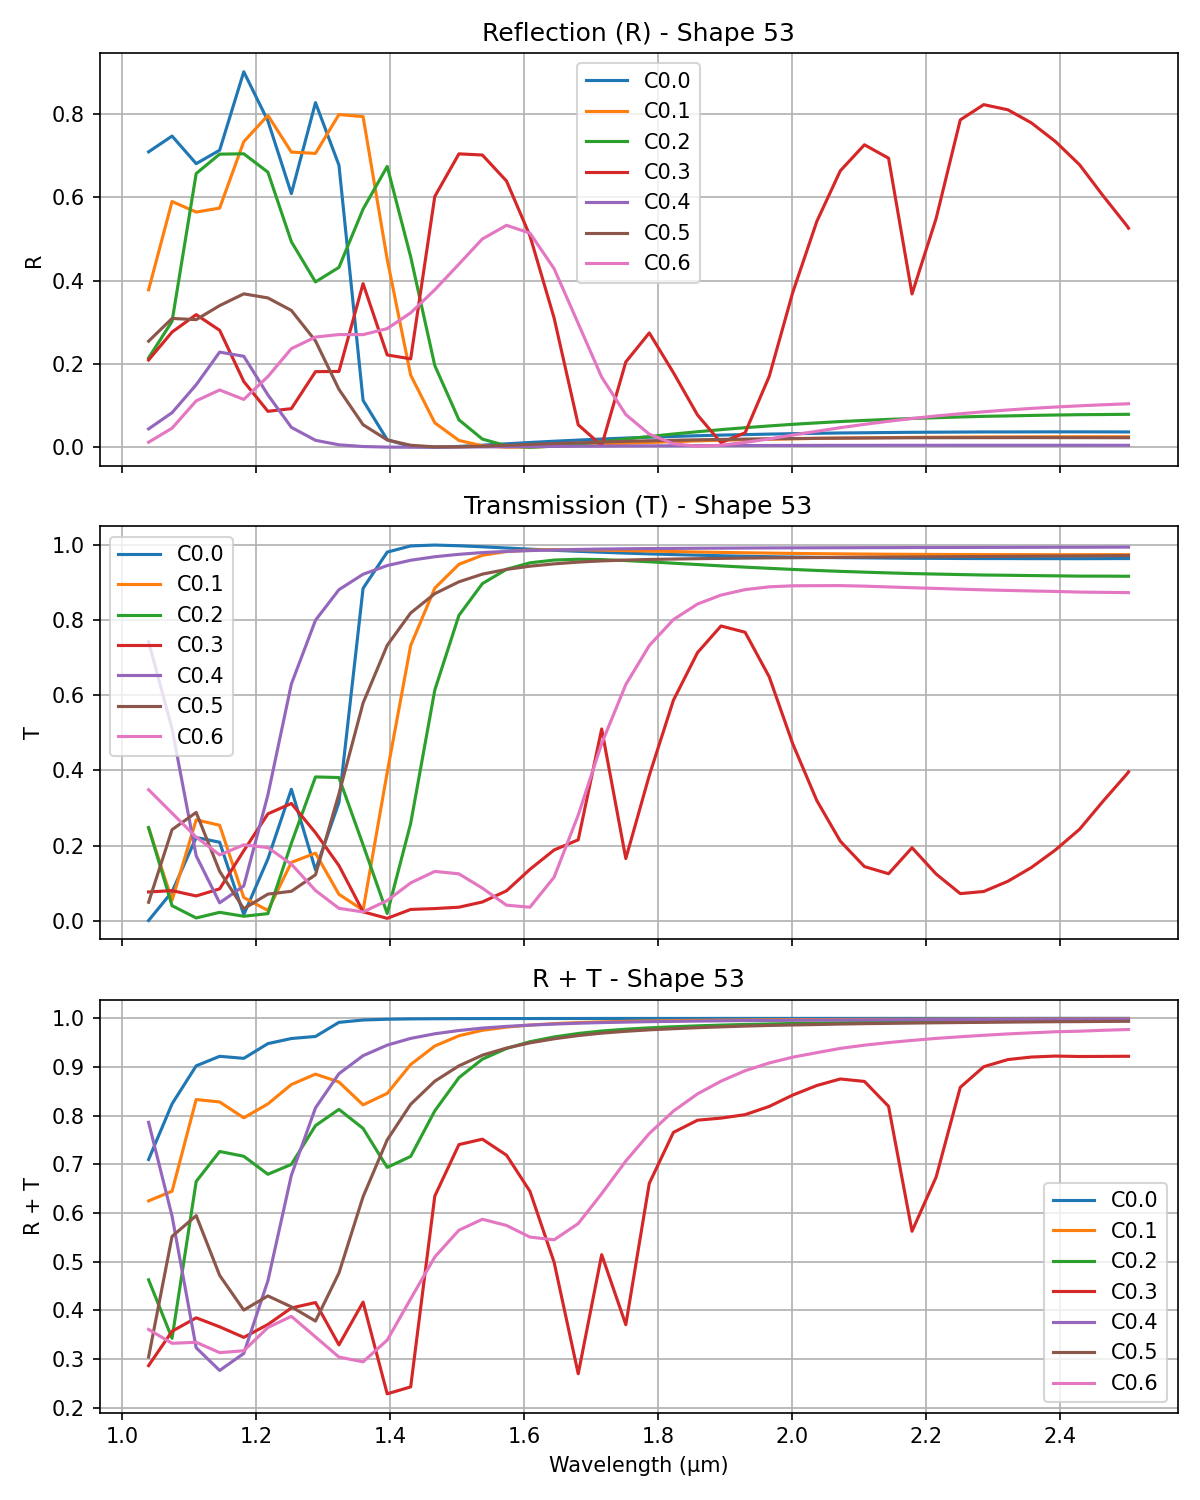 Reflection (R) - Shape 53
R
0.8
0.6
0.4
0.2
0.0
C0.0
C0.1
C0.2
C0.3
C0.4
C0.5
C0.6
Transmission (T) - Shape 53
T
1.0
0.8
0.6
0.4
0.2
0.0
C0.0
C0.1
C0.2
C0.3
C0.4
C0.5
C0.6
R + T - Shape 53
R + T
1.0
0.9
0.8
0.7
0.6
0.5
0.4
0.3
0.2
C0.0
C0.1
C0.2
C0.3
C0.4
C0.5
C0.6
1.0 1.2 1.4 1.6 1.8 2.0 2.2 2.4
Wavelength (μm)